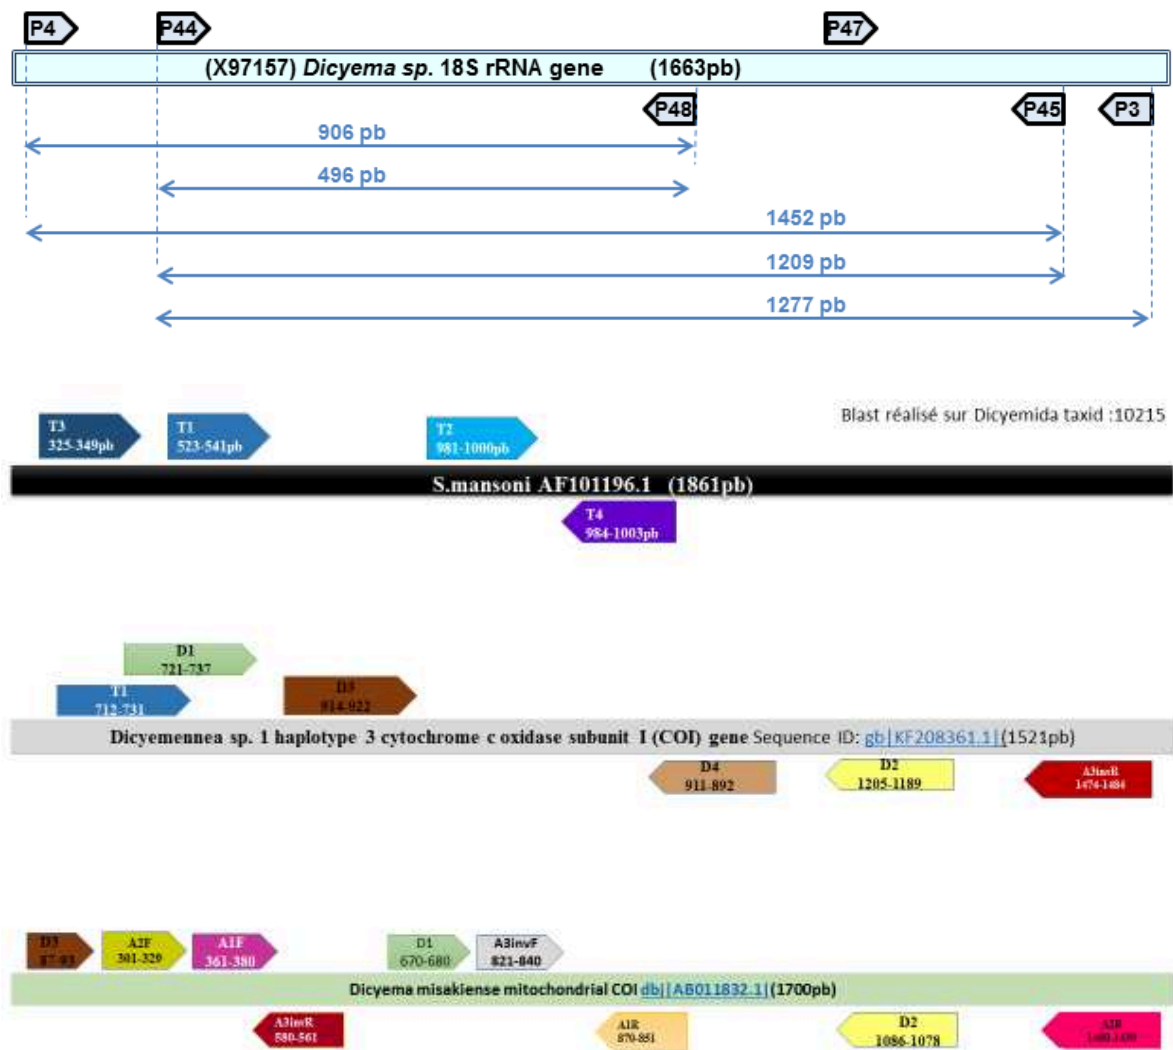 P4 P44 P47
(X97157) Dicyema sp. 18S rRNA gene (1663pb)
P48 P45 P3
906 pb
496 pb
1452 pb
1209 pb
1277 pb
Blast réalisé sur Dicyemida taxid :10215
T3 T1 T2
325-349pb 523-541pb 981-1000pb
S.mansoni AF101196.1 (1861pb)
T4
984-1003pb
D1
721-737
T1 D3
712-731 914-922
Dicyemennea sp. 1 haplotype 3 cytochrome c oxidase subunit I (COI) gene Sequence ID: gb|KF208361.1| (1521pb)
D4 D2 A3invR
911-892 1205-1189 1474-1484
D3 A2F A1F D1 A3invF
87-93 301-320 361-380 670-680 821-840
Dicyema misakiense mitochondrial COI dbj|AB011832.1| (1700pb)
A3invR A1R D2
580-561 870-851 1086-1078